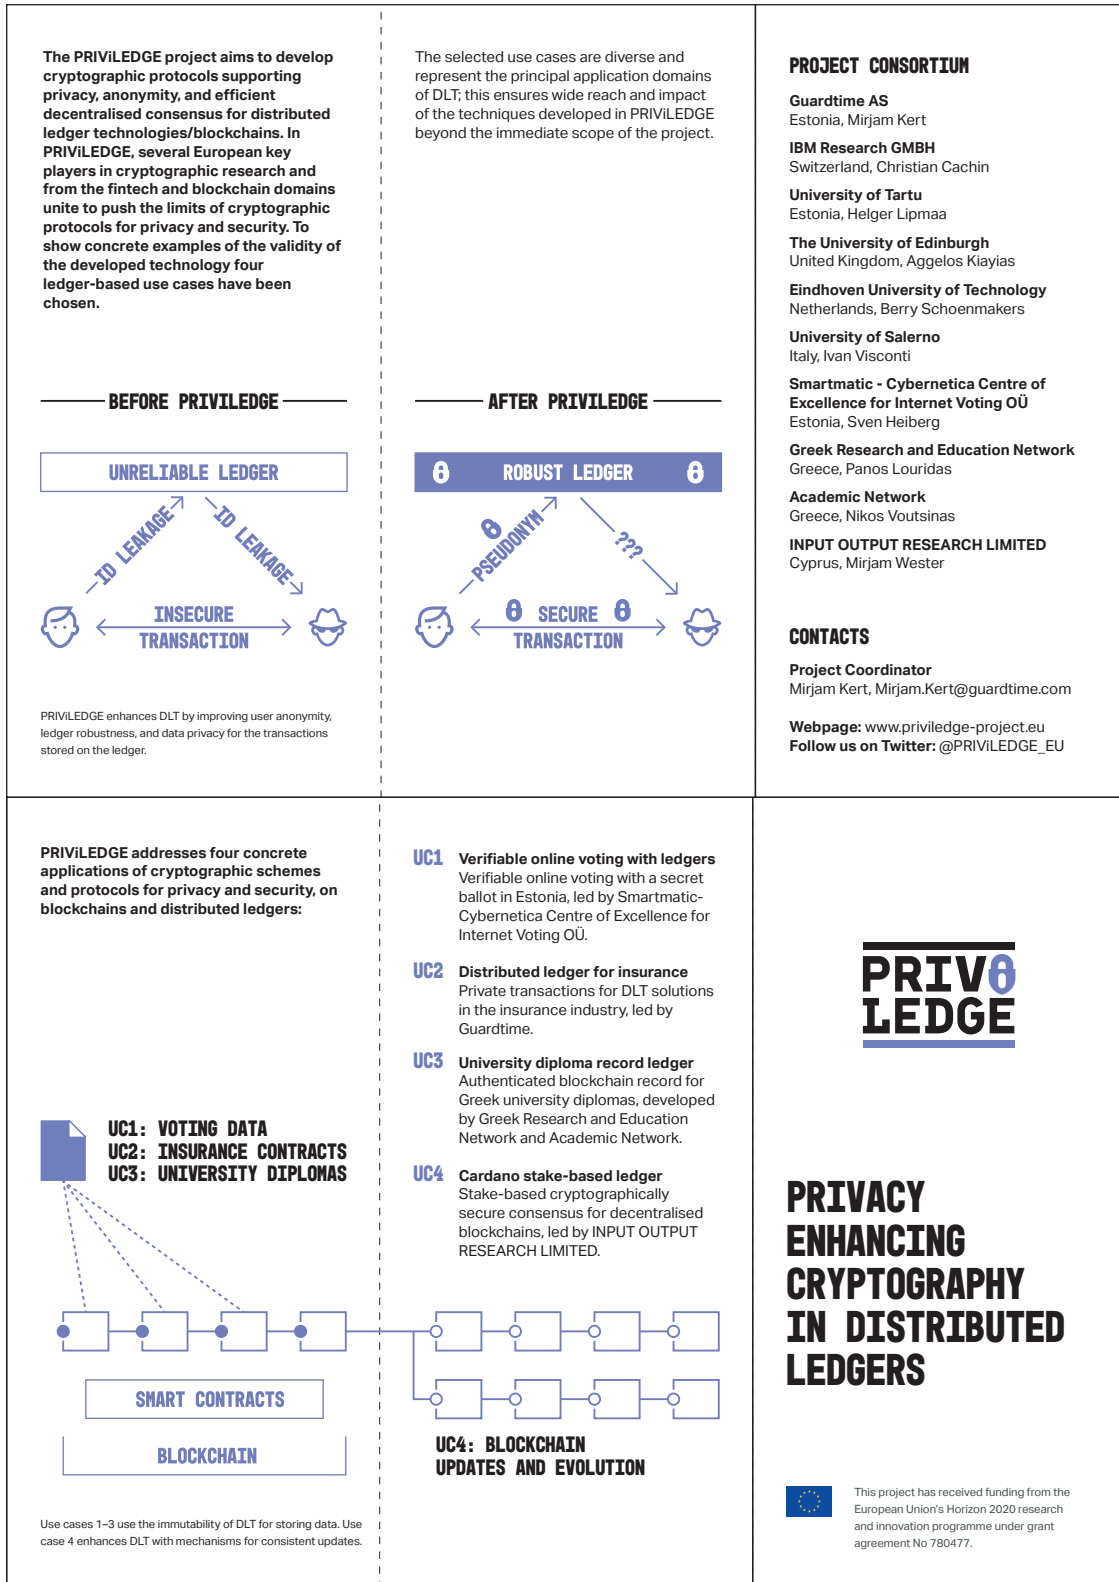 The PRIViLEDGE project aims to develop
cryptographic protocols supporting
privacy, anonymity, and efficient
decentralised consensus for distributed
ledger technologies/blockchains. In
PRIViLEDGE, several European key
players in cryptographic research and
from the fintech and blockchain domains
unite to push the limits of cryptographic
protocols for privacy and security. To
show concrete examples of the validity of
the developed technology four
ledger-based use cases have been
chosen.
BEFORE PRIVILEDGE
UNRELIABLE LEDGER
ID LEAKAGE
ID LEAKAGE
INSECURE
TRANSACTION
PRIViLEDGE enhances DLT by improving user anonymity,
ledger robustness, and data privacy for the transactions
stored on the ledger.
The selected use cases are diverse and
represent the principal application domains
of DLT; this ensures wide reach and impact
of the techniques developed in PRIViLEDGE
beyond the immediate scope of the project.
AFTER PRIVILEDGE
ROBUST LEDGER
PSEUDONYM
???
SECURE
TRANSACTION
PROJECT CONSORTIUM
Guardtime AS
Estonia, Mirjam Kert
IBM Research GMBH
Switzerland, Christian Cachin
University of Tartu
Estonia, Helger Lipmaa
The University of Edinburgh
United Kingdom, Aggelos Kiayias
Eindhoven University of Technology
Netherlands, Berry Schoenmakers
University of Salerno
Italy, Ivan Visconti
Smartmatic - Cybernetica Centre of
Excellence for Internet Voting OÜ
Estonia, Sven Heiberg
Greek Research and Education Network
Greece, Panos Louridas
Academic Network
Greece, Nikos Voutsinas
INPUT OUTPUT RESEARCH LIMITED
Cyprus, Mirjam Wester
CONTACTS
Project Coordinator
Mirjam Kert, Mirjam.Kert@guardtime.com
Webpage: www.priviledge-project.eu
Follow us on Twitter: @PRIViLEDGE_EU
PRIViLEDGE addresses four concrete
applications of cryptographic schemes
and protocols for privacy and security, on
blockchains and distributed ledgers:
UC1: VOTING DATA
UC2: INSURANCE CONTRACTS
UC3: UNIVERSITY DIPLOMAS
SMART CONTRACTS
BLOCKCHAIN
Use cases 1–3 use the immutability of DLT for storing data. Use
case 4 enhances DLT with mechanisms for consistent updates.
UC1 Verifiable online voting with ledgers
Verifiable online voting with a secret
ballot in Estonia, led by Smartmatic-
Cybernetica Centre of Excellence for
Internet Voting OÜ.
UC2 Distributed ledger for insurance
Private transactions for DLT solutions
in the insurance industry, led by
Guardtime.
UC3 University diploma record ledger
Authenticated blockchain record for
Greek university diplomas, developed
by Greek Research and Education
Network and Academic Network.
UC4 Cardano stake-based ledger
Stake-based cryptographically
secure consensus for decentralised
blockchains, led by INPUT OUTPUT
RESEARCH LIMITED.
UC4: BLOCKCHAIN
UPDATES AND EVOLUTION
PRIVI
LEDGE
PRIVACY
ENHANCING
CRYPTOGRAPHY
IN DISTRIBUTED
LEDGERS
This project has received funding from the
European Union's Horizon 2020 research
and innovation programme under grant
agreement No 780477.